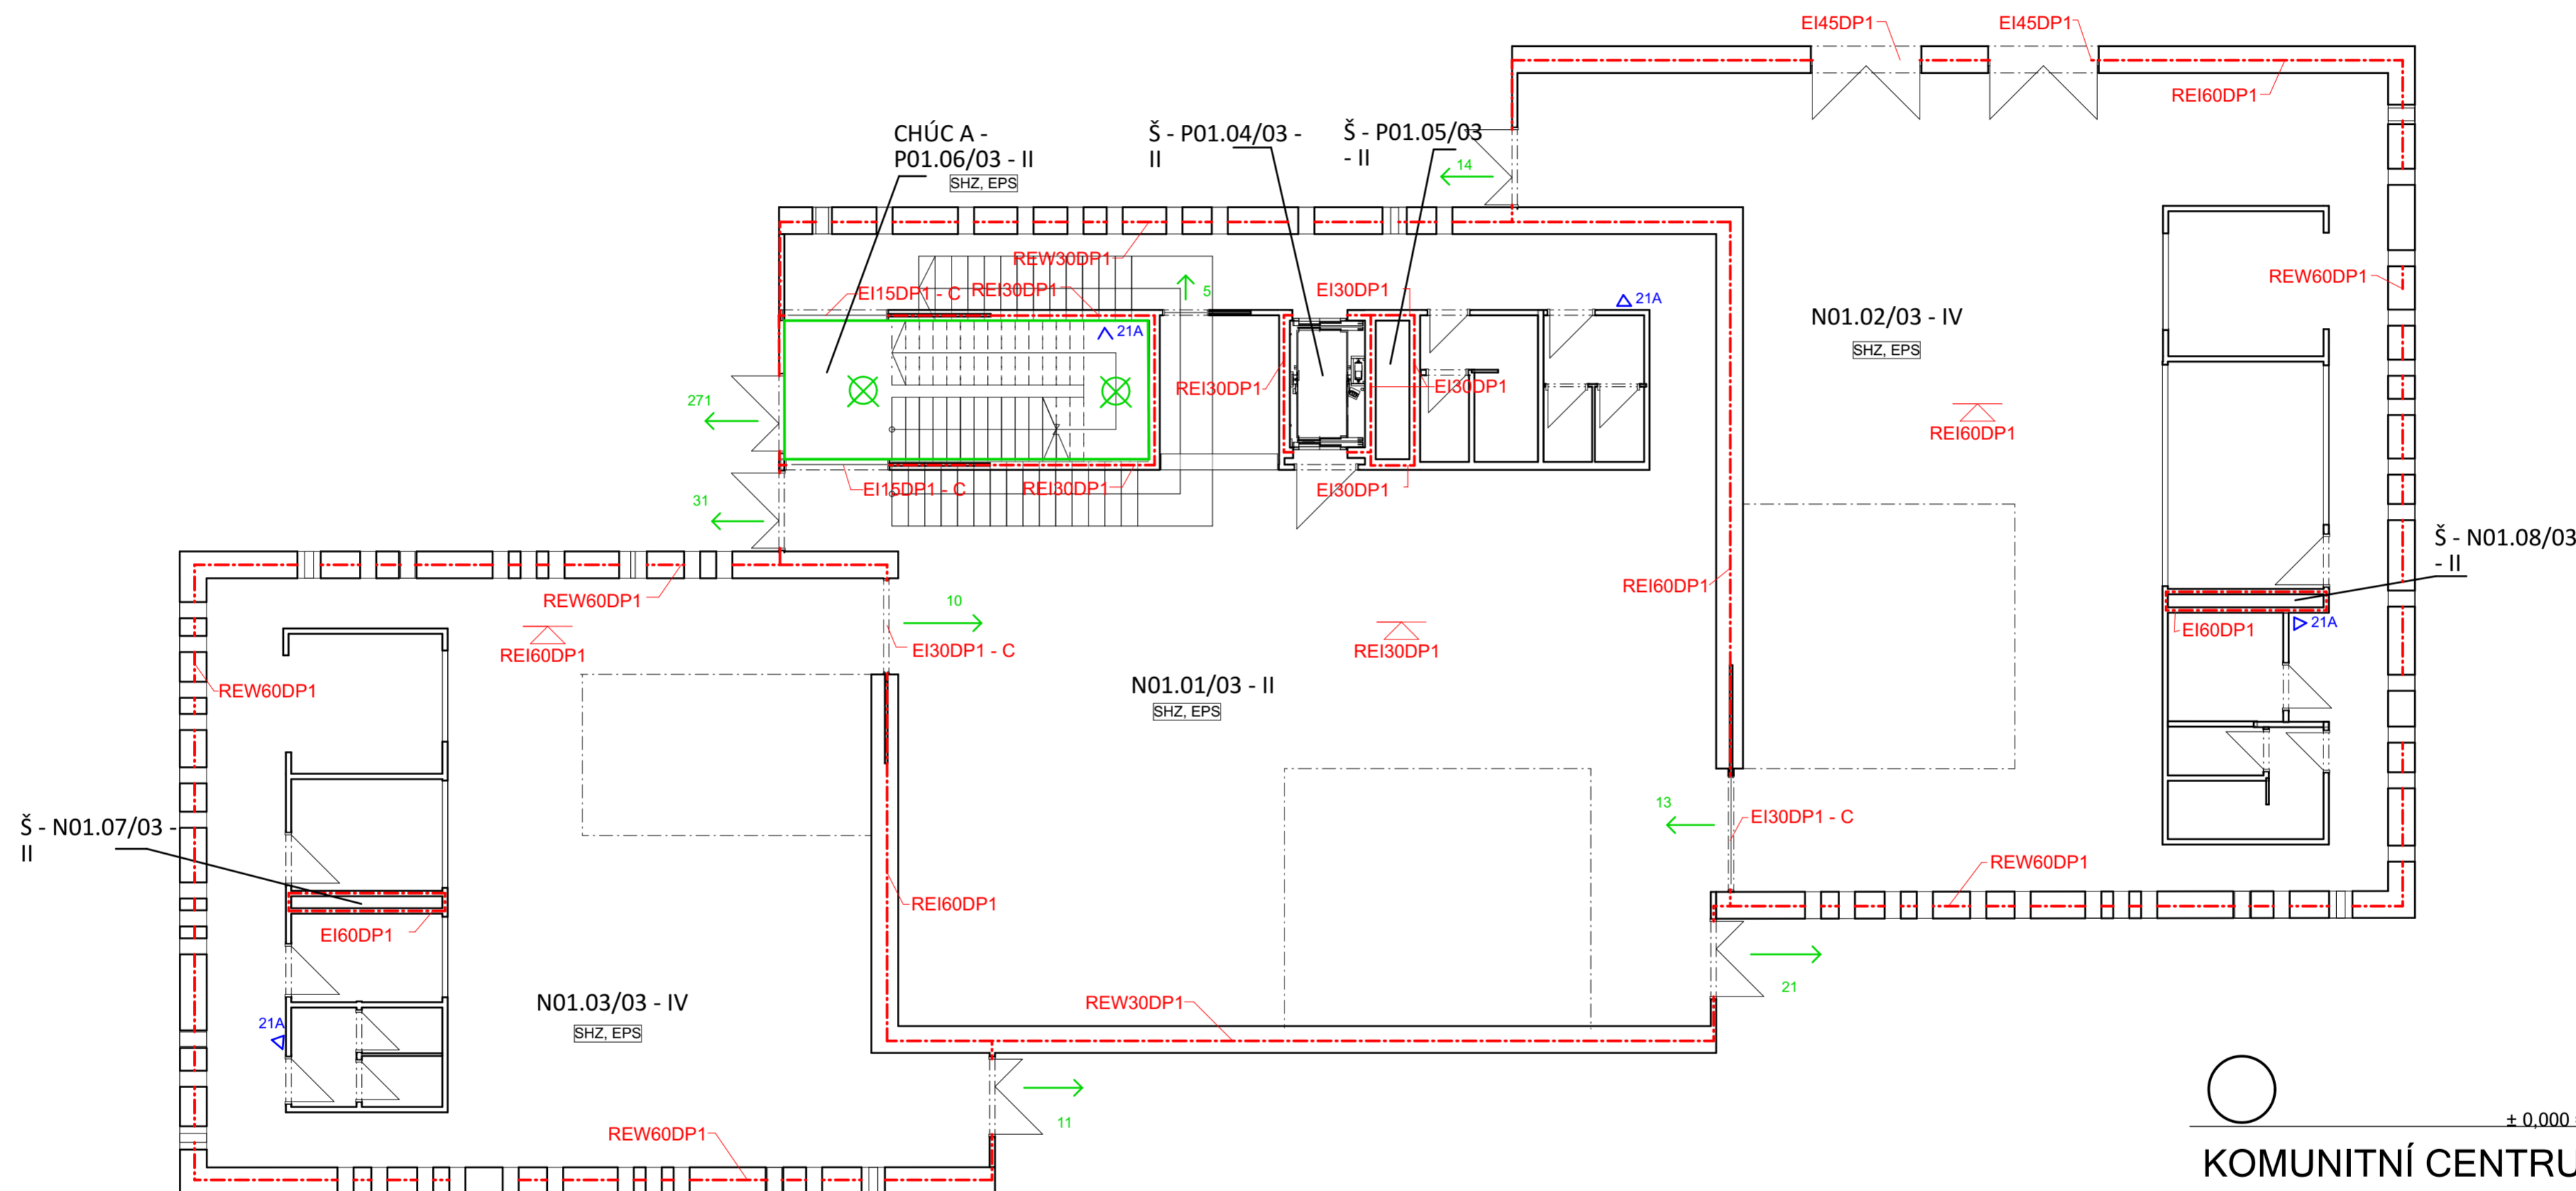 EI45DP1
EI45DP1
REI60DP1
CHÚC A -
P01.06/03 - II
SHZ, EPS
Š - P01.04/03 -
II
Š - P01.05/03
- II
14
REW30DP1
EI15DP1 - C
REI30DP1
5
EI30DP1
21A
21A
REW60DP1
N01.02/03 - IV
SHZ, EPS
REI30DP1
EI30DP1
271
REI60DP1
EI15DP1 - C
REI30DP1
EI30DP1
31
Š - N01.08/03
- II
REW60DP1
10
REI60DP1
REI60DP1
EI30DP1 - C
REI30DP1
EI60DP1
21A
REW60DP1
N01.01/03 - II
SHZ, EPS
13
EI30DP1 - C
Š - N01.07/03 -
II
REW60DP1
REI60DP1
EI60DP1
21
N01.03/03 - IV
SHZ, EPS
REW30DP1
21A
11
REW60DP1
± 0,000
KOMUNITNÍ CENTRU